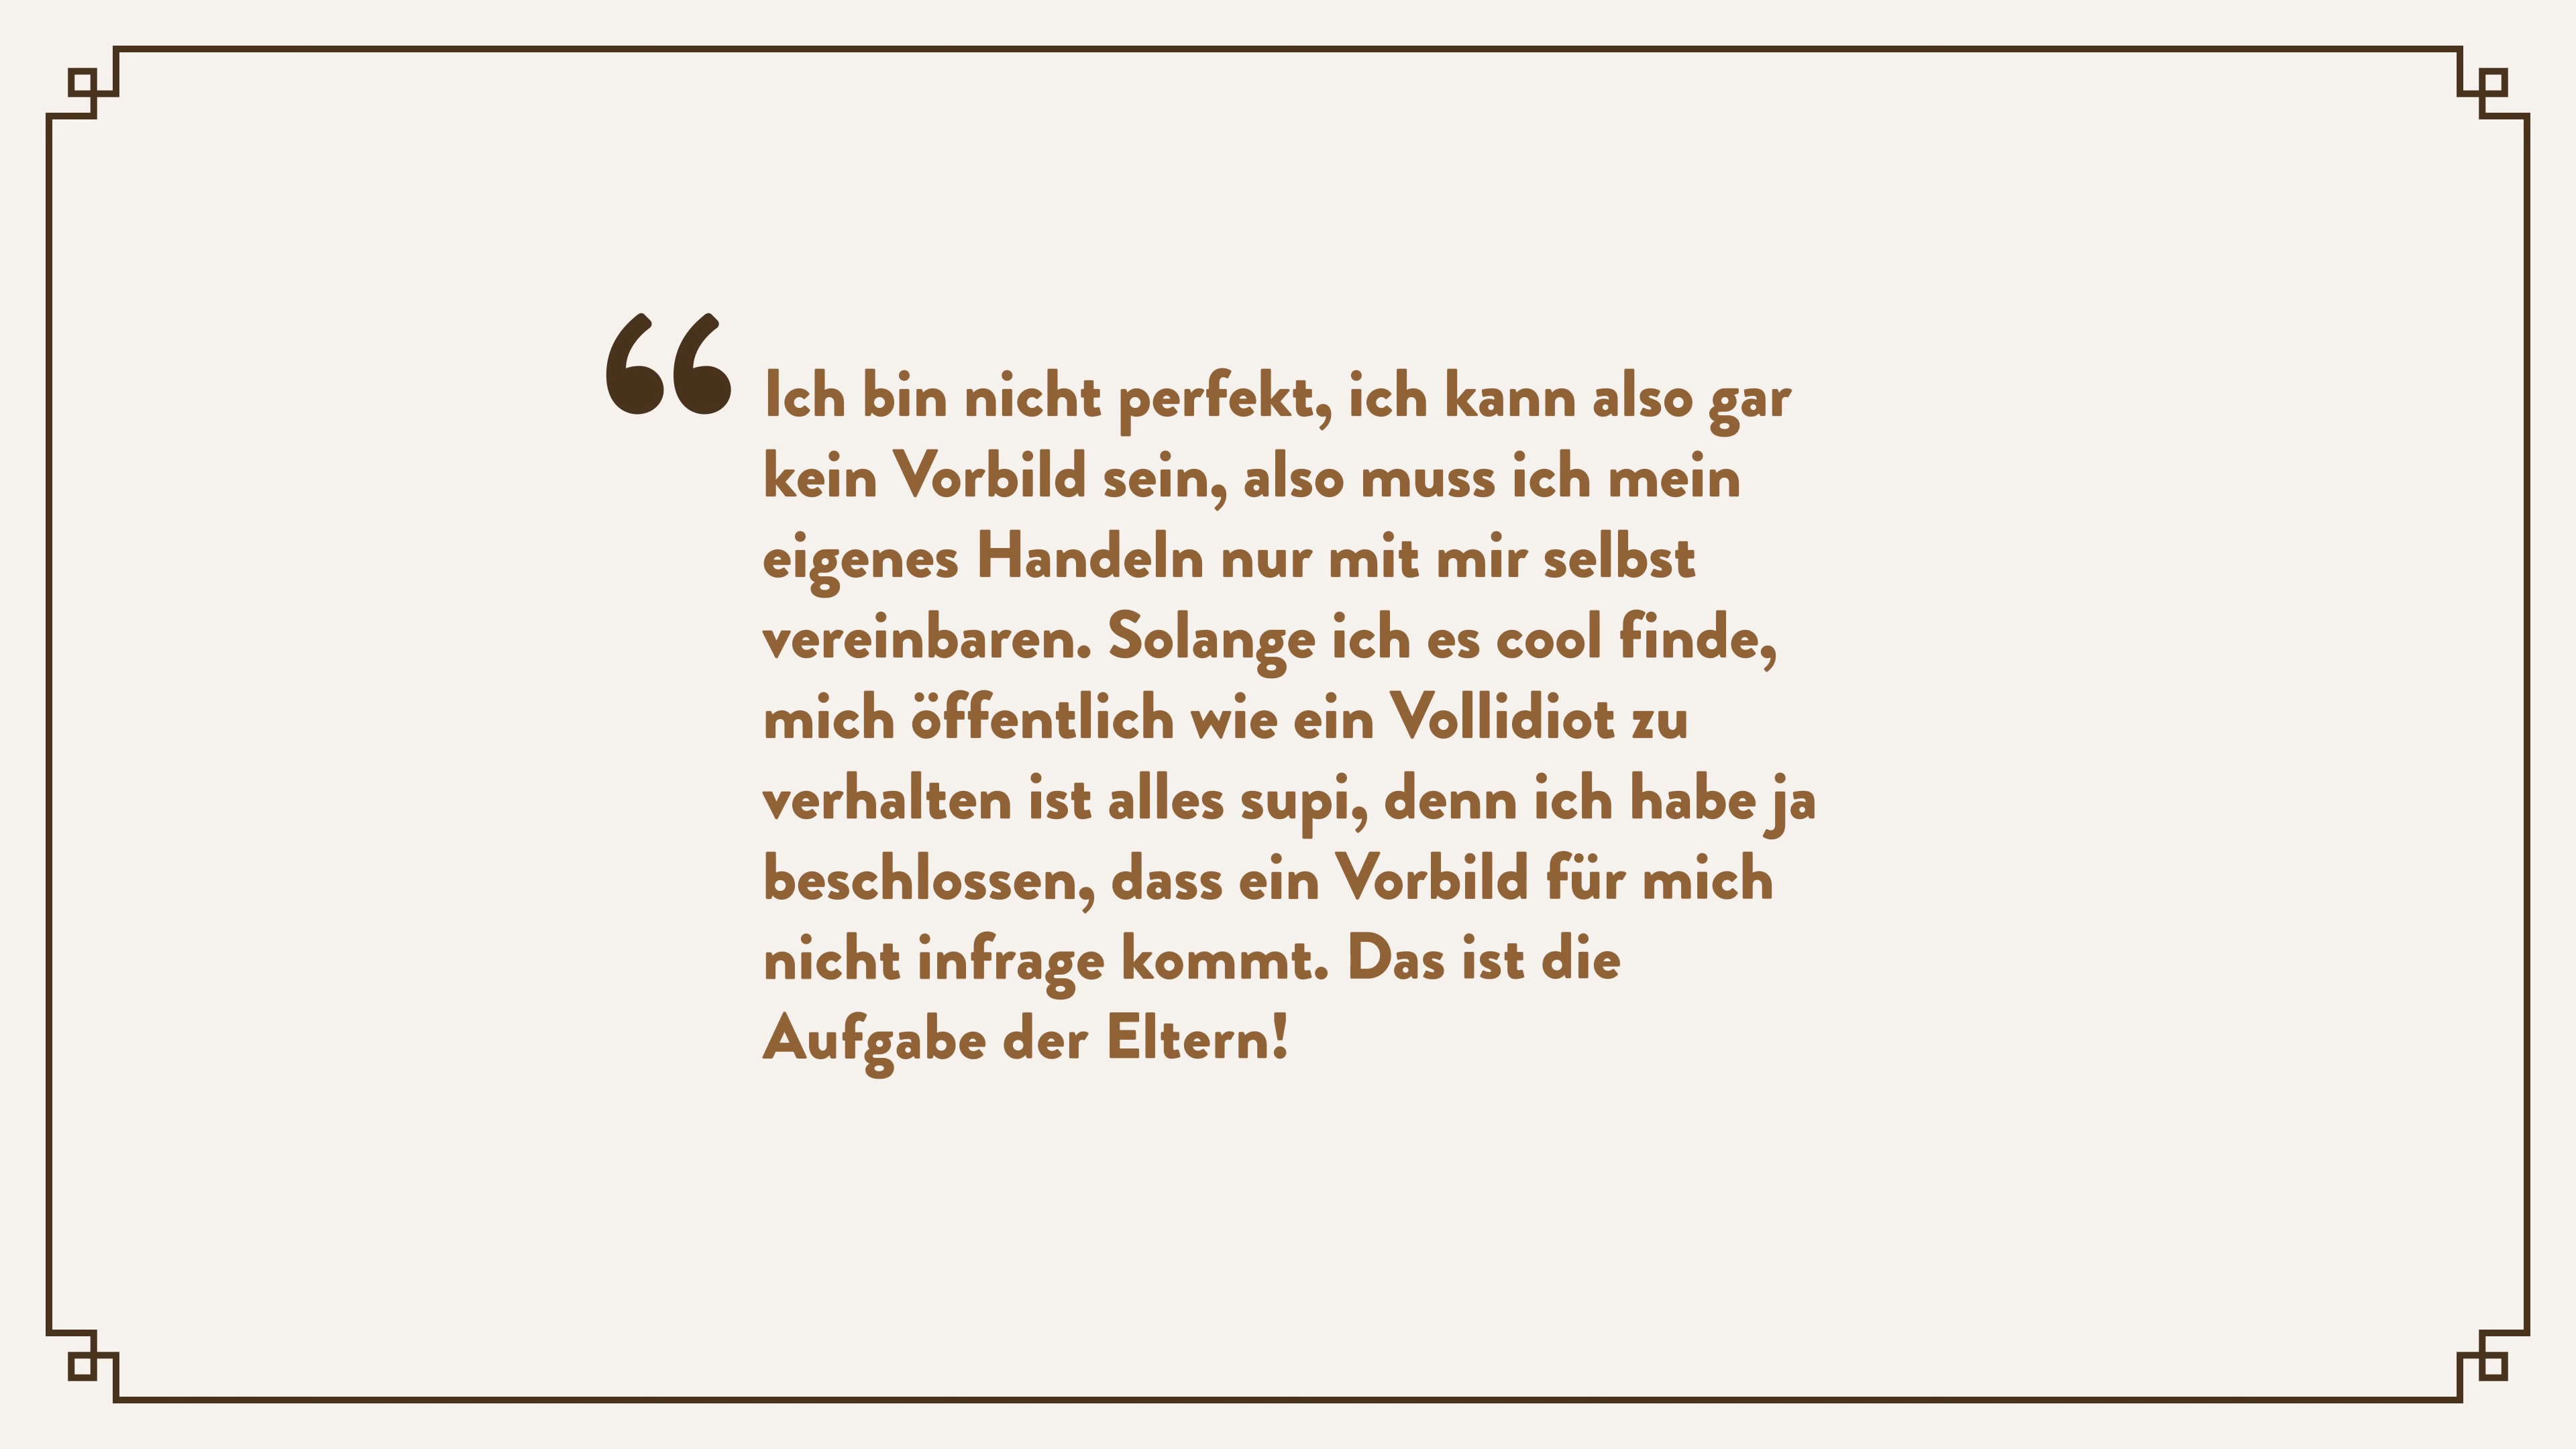 “Ich bin nicht perfekt, ich kann also gar
kein Vorbild sein, also muss ich mein
eigenes Handeln nur mit mir selbst
vereinbaren. Solange ich es cool finde,
mich öffentlich wie ein Vollidiot zu
verhalten ist alles supi, denn ich habe ja
beschlossen, dass ein Vorbild für mich
nicht infrage kommt. Das ist die
Aufgabe der Eltern!